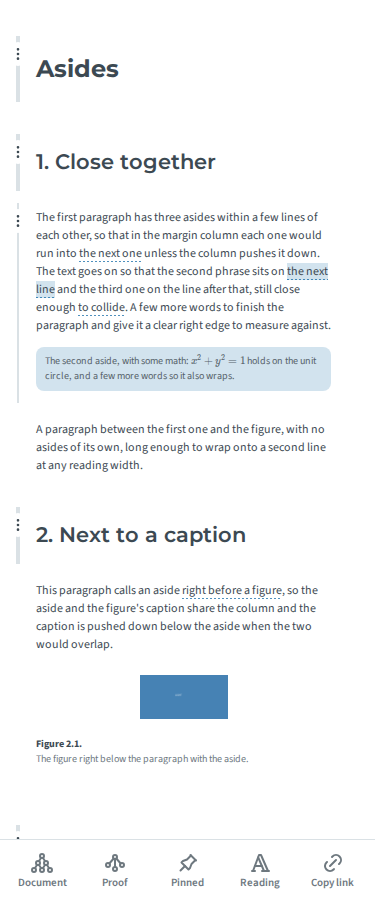 Asides
1. Close together
The first paragraph has three asides within a few lines of
each other, so that in the margin column each one would
run into the next one unless the column pushes it down.
The text goes on so that the second phrase sits on the next
line and the third one on the line after that, still close
enough to collide. A few more words to finish the
paragraph and give it a clear right edge to measure against.
The second aside, with some math: x² + y² = 1 holds on the unit
circle, and a few more words so it also wraps.
A paragraph between the first one and the figure, with no
asides of its own, long enough to wrap onto a second line
at any reading width.
2. Next to a caption
This paragraph calls an aside right before a figure, so the
aside and the figure's caption share the column and the
caption is pushed down below the aside when the two
would overlap.
Figure 2.1.
The figure right below the paragraph with the aside.
Document Proof Pinned Reading Copy link